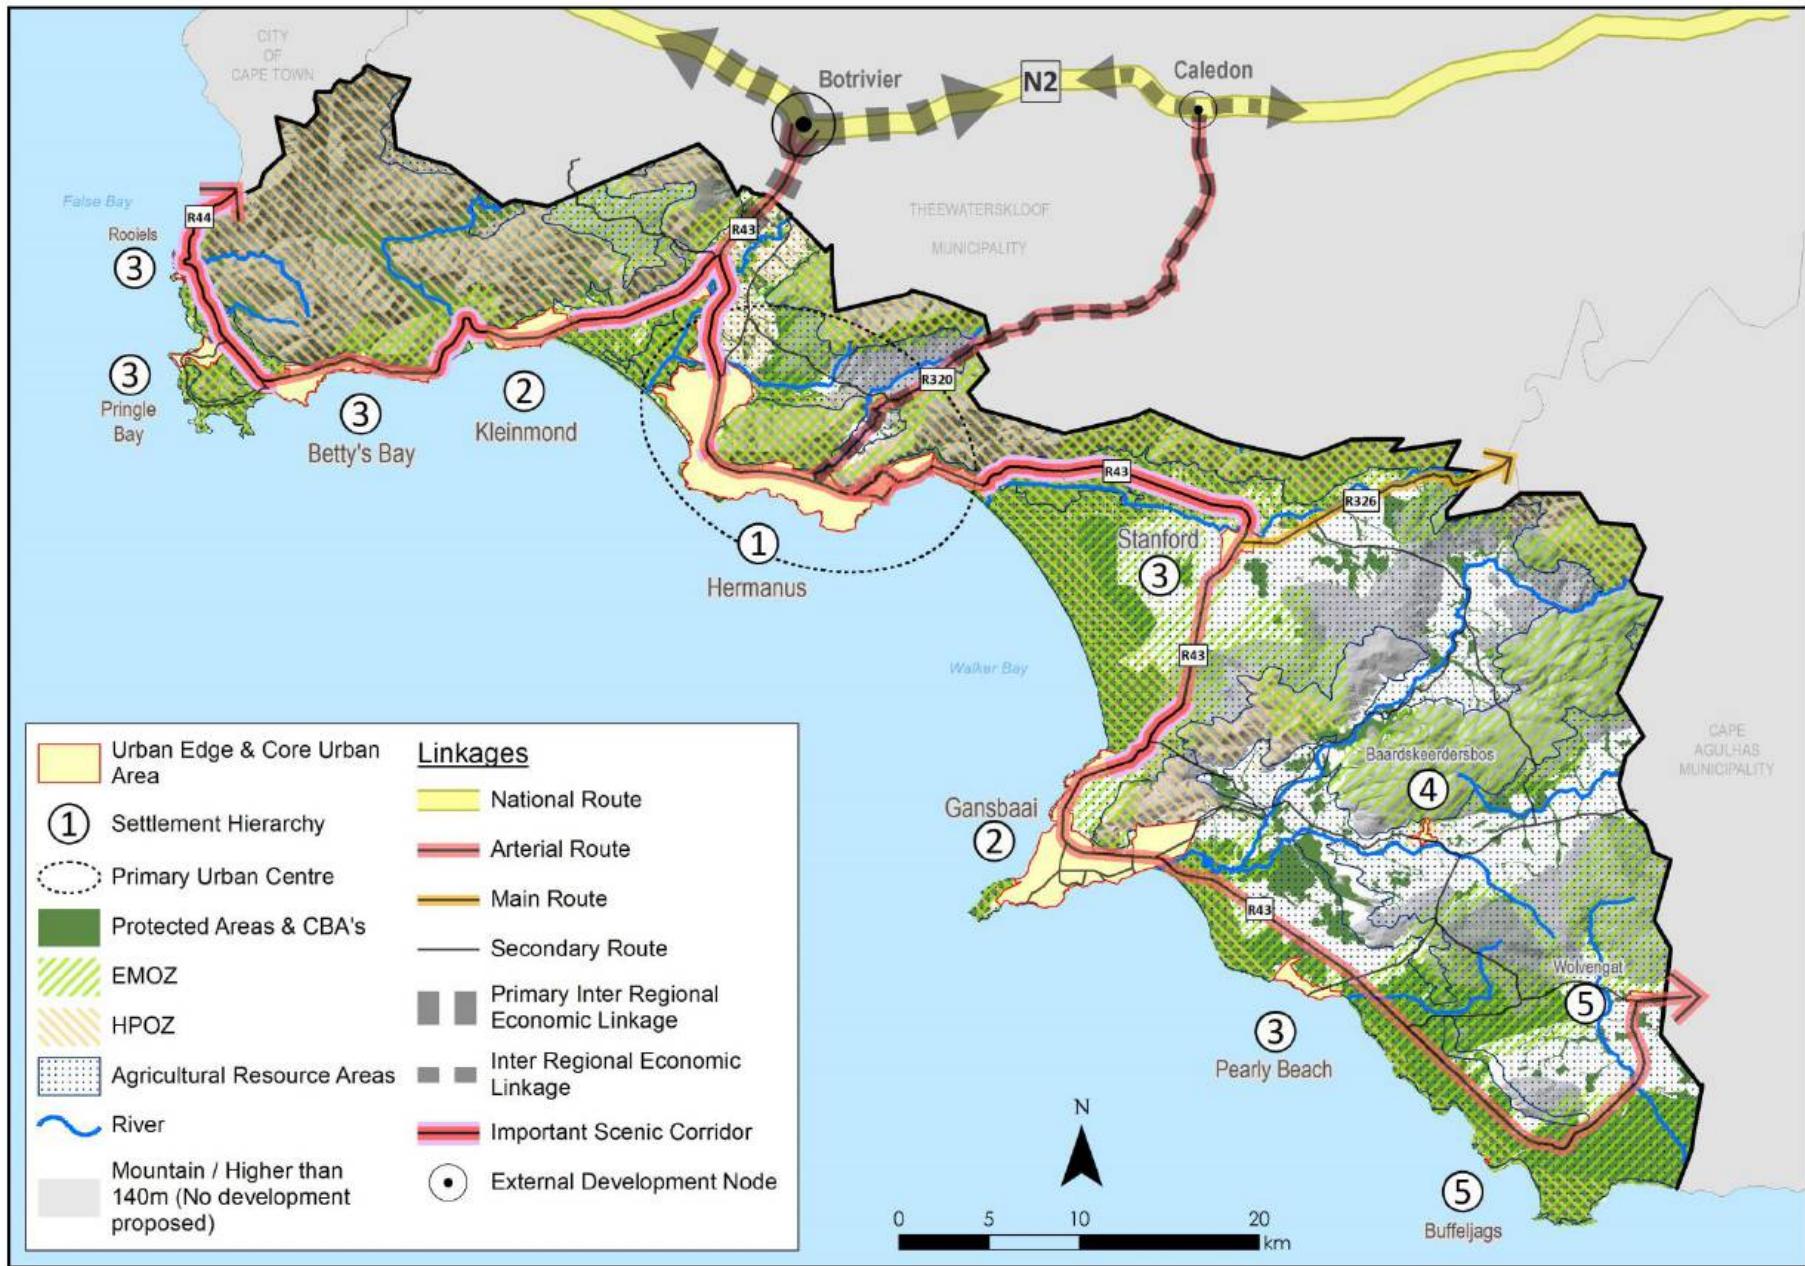 CITY
OF
CAPE TOWN
Botrivier
N2
Caledon
False Bay
R44
Rooiels
3
R43
THEEWATERSKLOOF
MUNICIPALITY
3
Pringle
Bay
3
Betty's Bay
2
Kleinmond
R320
1
Hermanus
R43
R326
Stanford
3
R43
Walker Bay
CAPE
AGULHAS
MUNICIPALITY
Baardskeerdersbos
4
Gansbaai
2
R43
Wolvengat
5
3
Pearly Beach
5
Buffeljags
N
0 5 10 20
km
Urban Edge & Core Urban
Area
1 Settlement Hierarchy
Primary Urban Centre
Protected Areas & CBA's
EMOZ
HPOZ
Agricultural Resource Areas
River
Mountain / Higher than
140m (No development
proposed)
Linkages
National Route
Arterial Route
Main Route
Secondary Route
Primary Inter Regional
Economic Linkage
Inter Regional Economic
Linkage
Important Scenic Corridor
External Development Node